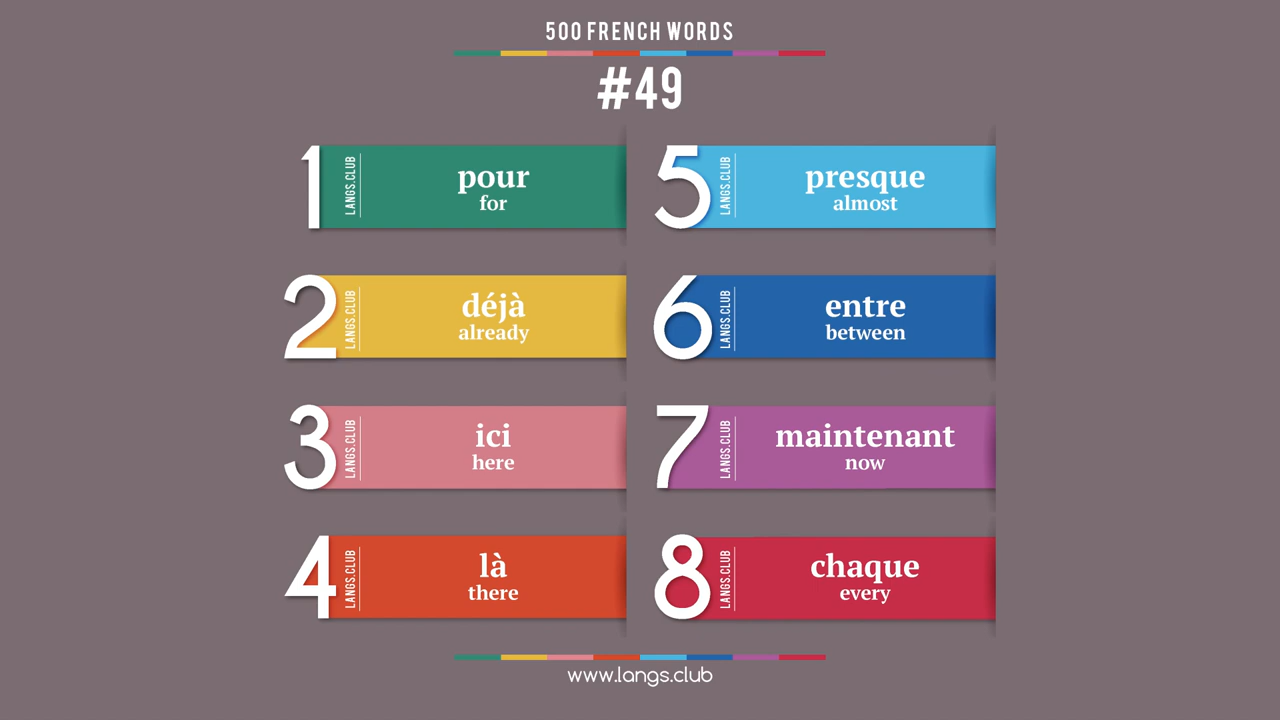 500 FRENCH WORDS
#49
1
LANGS.CLUB
pour
for
2
LANGS.CLUB
déjà
already
3
LANGS.CLUB
ici
here
4
LANGS.CLUB
là
there
5
LANGS.CLUB
presque
almost
6
LANGS.CLUB
entre
between
7
LANGS.CLUB
maintenant
now
8
LANGS.CLUB
chaque
every
www.langs.club